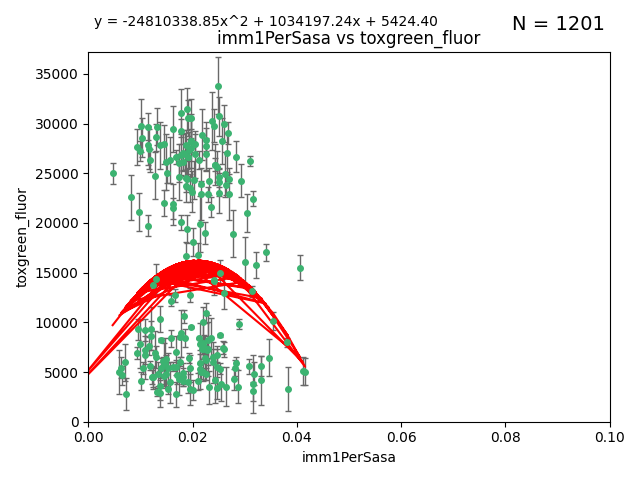 y = -24810338.85x^2 + 1034197.24x + 5424.40
N = 1201
imm1PerSasa vs toxgreen_fluor
35000
30000
25000
20000
15000
10000
5000
0
toxgreen_fluor
0.00 0.02 0.04 0.06 0.08 0.10
imm1PerSasa